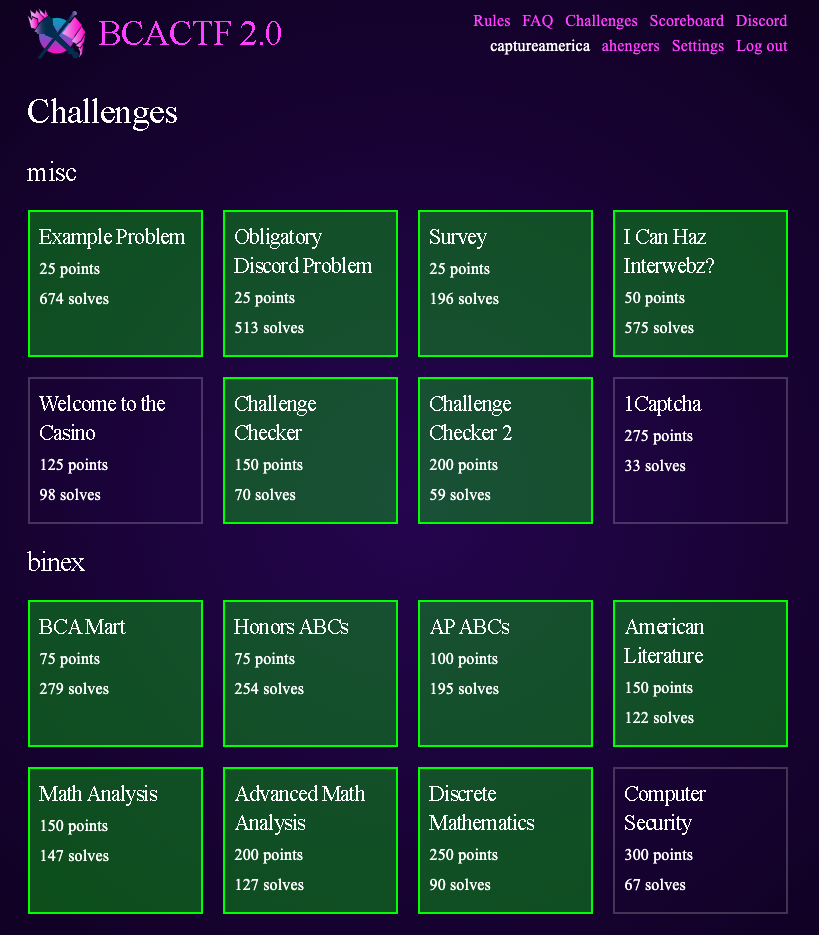 BCACTF 2.0
Rules FAQ Challenges Scoreboard Discord
captureamerica ahengers Settings Log out
Challenges
misc
Example Problem
25 points
674 solves
Obligatory
Discord Problem
25 points
513 solves
Survey
25 points
196 solves
I Can Haz
Interwebz?
50 points
575 solves
Welcome to the
Casino
125 points
98 solves
Challenge
Checker
150 points
70 solves
Challenge
Checker 2
200 points
59 solves
1Captcha
275 points
33 solves
binex
BCA Mart
75 points
279 solves
Honors ABCs
75 points
254 solves
AP ABCs
100 points
195 solves
American
Literature
150 points
122 solves
Math Analysis
150 points
147 solves
Advanced Math
Analysis
200 points
127 solves
Discrete
Mathematics
250 points
90 solves
Computer
Security
300 points
67 solves